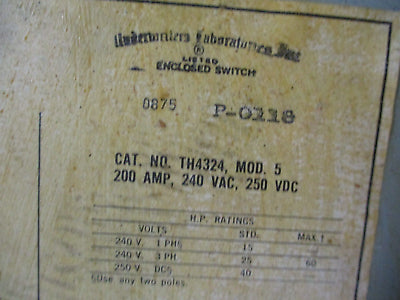 Underwriters Laboratories, Inc.
®
LISTED
ENCLOSED SWITCH
0875 P-0118
CAT. NO. TH4324, MOD. 5
200 AMP, 240 VAC, 250 VDC
H.P. RATINGS
VOLTS STD. MAX.†
240 V. 1 PH§ 15
240 V. 3 PH. 25 60
250 V. DC§ 40
§Use any two poles